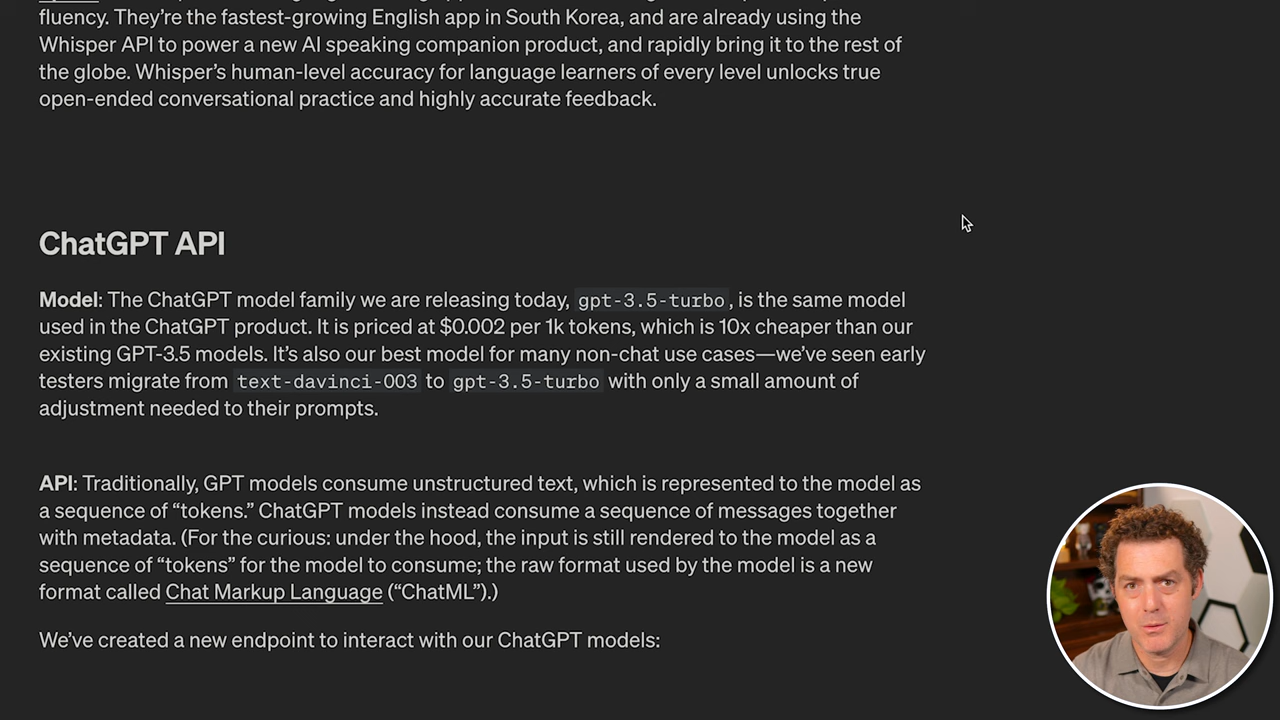 fluency. They're the fastest-growing English app in South Korea, and are already using the
Whisper API to power a new AI speaking companion product, and rapidly bring it to the rest of
the globe. Whisper's human-level accuracy for language learners of every level unlocks true
open-ended conversational practice and highly accurate feedback.
ChatGPT API
Model: The ChatGPT model family we are releasing today, gpt-3.5-turbo, is the same model
used in the ChatGPT product. It is priced at $0.002 per 1k tokens, which is 10x cheaper than our
existing GPT-3.5 models. It's also our best model for many non-chat use cases—we've seen early
testers migrate from text-davinci-003 to gpt-3.5-turbo with only a small amount of
adjustment needed to their prompts.
API: Traditionally, GPT models consume unstructured text, which is represented to the model as
a sequence of “tokens.” ChatGPT models instead consume a sequence of messages together
with metadata. (For the curious: under the hood, the input is still rendered to the model as a
sequence of “tokens” for the model to consume; the raw format used by the model is a new
format called Chat Markup Language (“ChatML”).)
We've created a new endpoint to interact with our ChatGPT models: